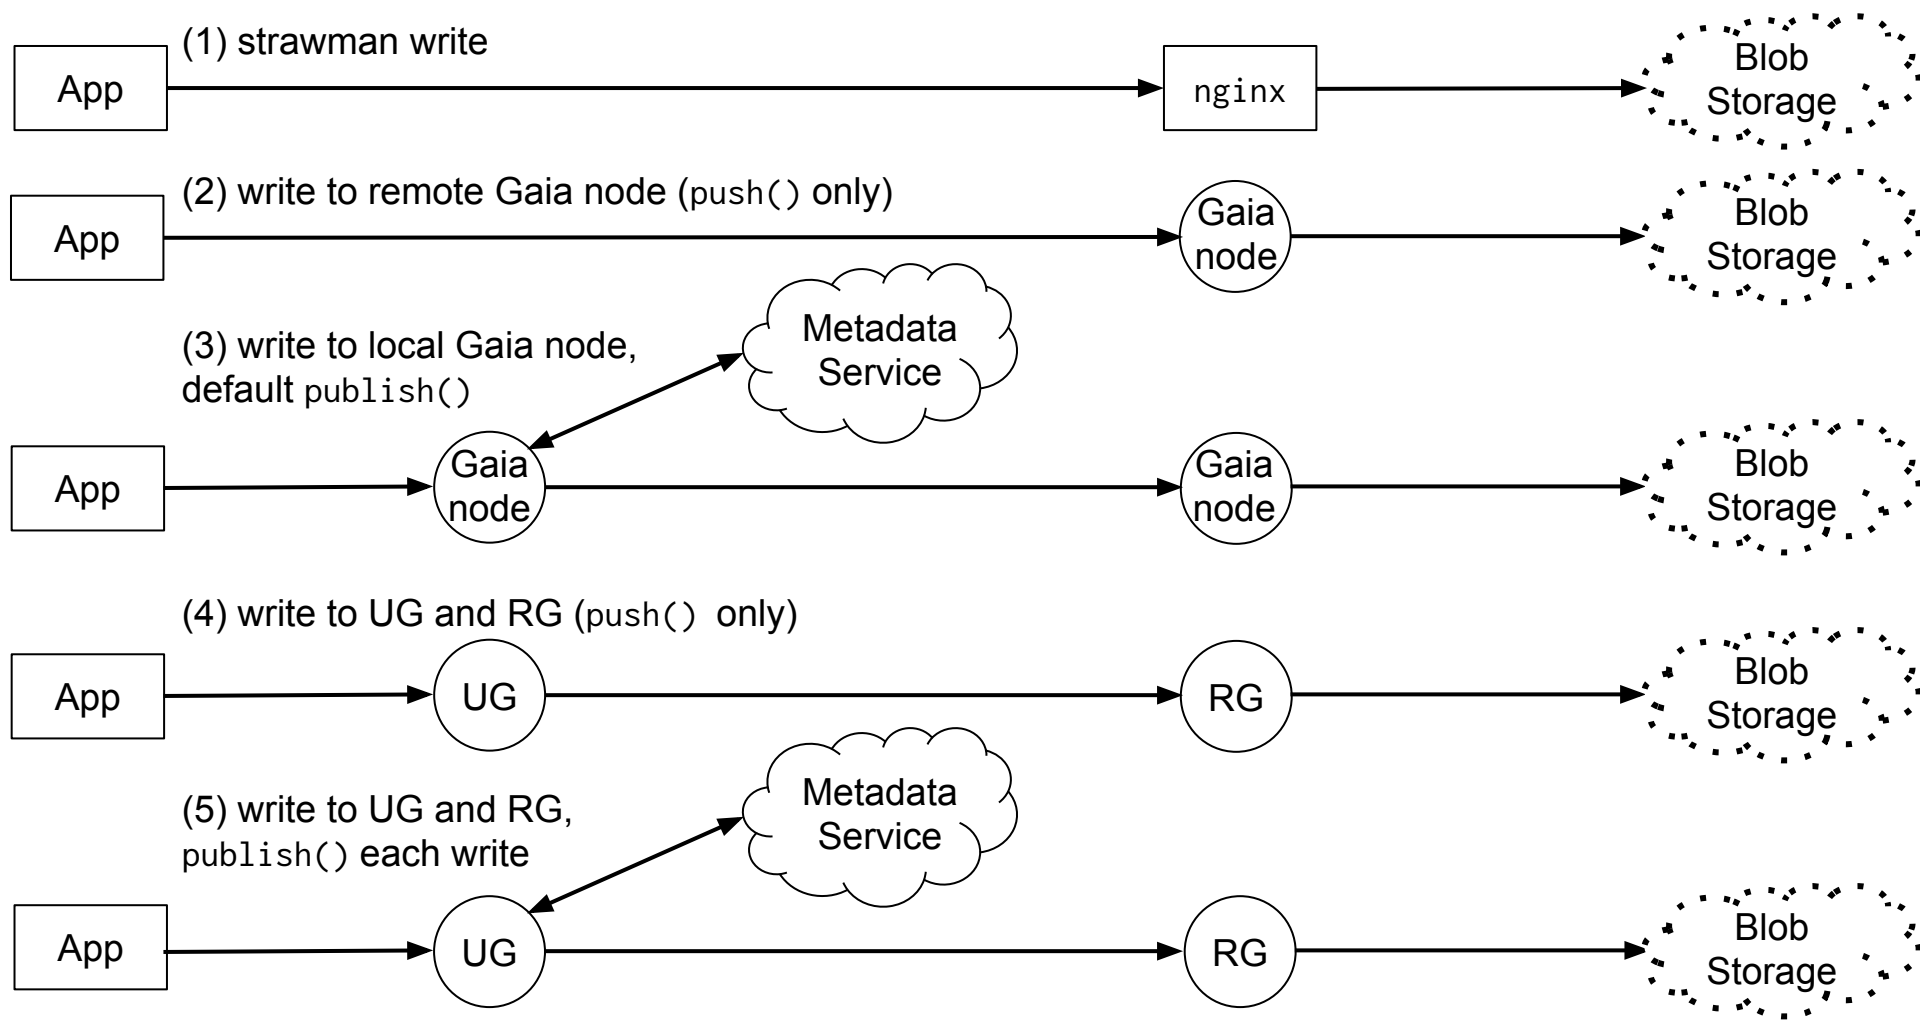 (1) strawman write
App
nginx
Blob
Storage
(2) write to remote Gaia node (push() only)
App
Gaia
node
Blob
Storage
(3) write to local Gaia node,
default publish()
Metadata
Service
App
Gaia
node
Gaia
node
Blob
Storage
(4) write to UG and RG (push() only)
App
UG
RG
Blob
Storage
(5) write to UG and RG,
publish() each write
Metadata
Service
App
UG
RG
Blob
Storage